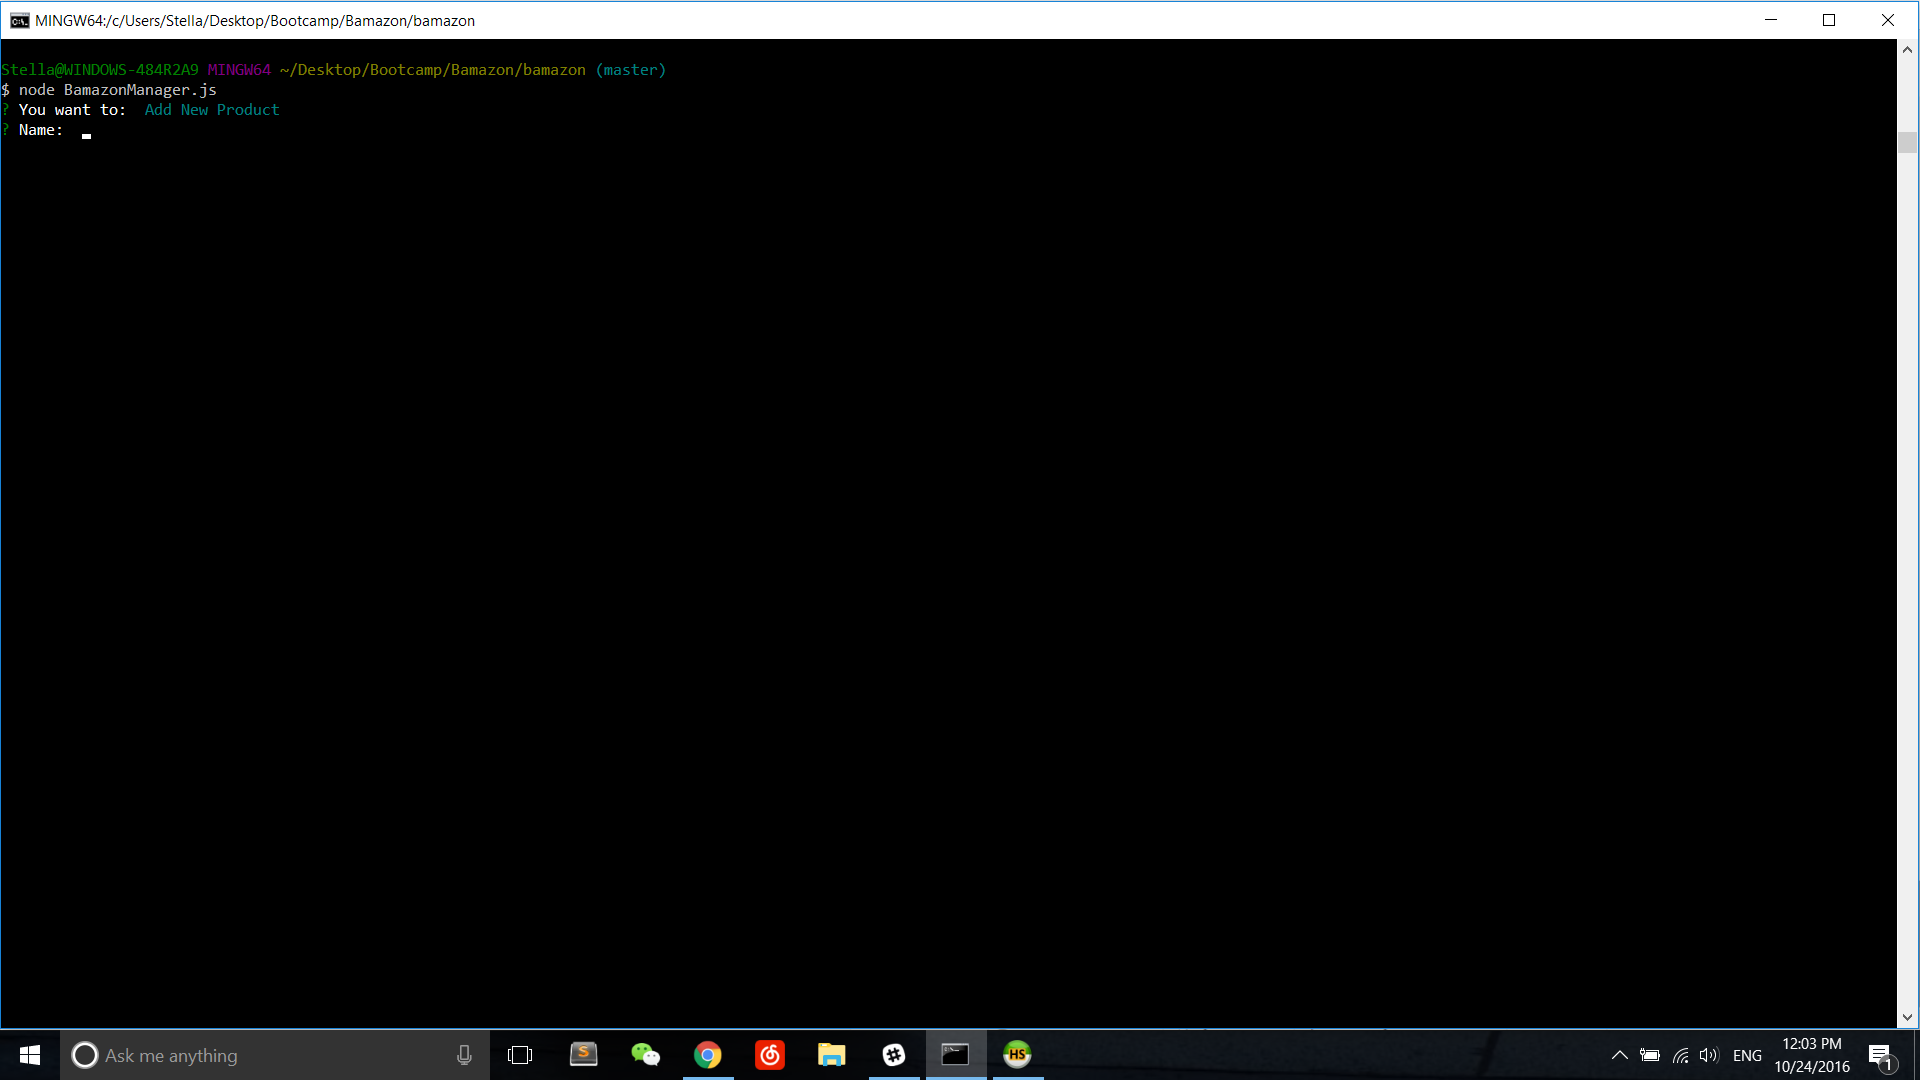 MINGW64:/c/Users/Stella/Desktop/Bootcamp/Bamazon/bamazon
Stella@WINDOWS-484R2A9 MINGW64 ~/Desktop/Bootcamp/Bamazon/bamazon (master)
$ node BamazonManager.js
? You want to:  Add New Product
? Name:
Ask me anything
S
HS
ENG
12:03 PM
10/24/2016
1